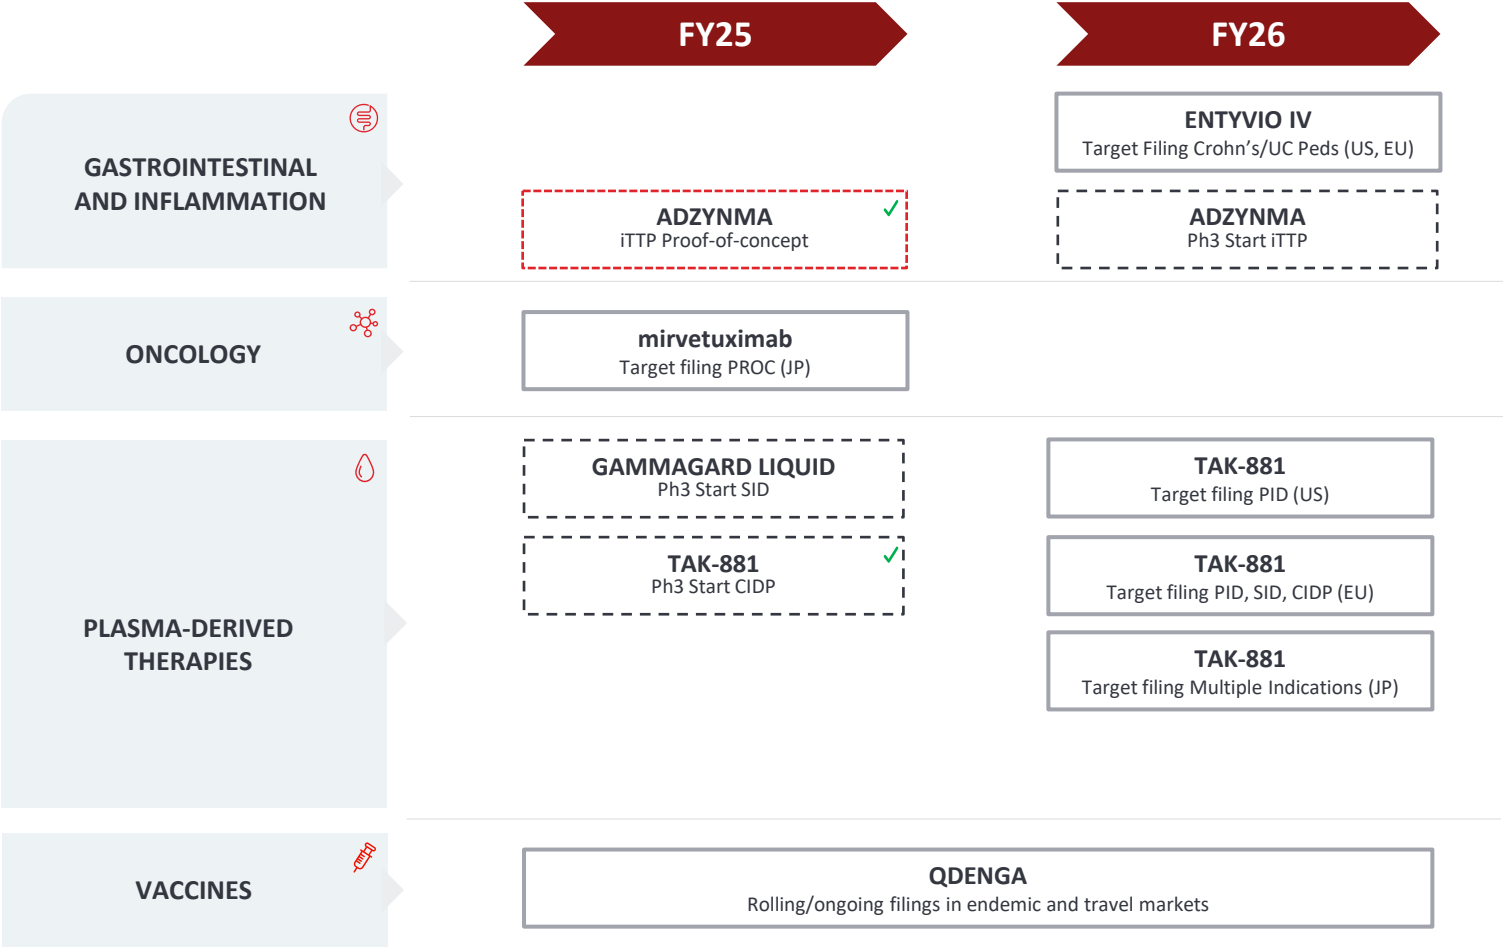 FY25
FY26
GASTROINTESTINAL
AND INFLAMMATION
ENTYVIO IV
Target Filing Crohn’s/UC Peds (US, EU)
ADZYNMA
iTTP Proof-of-concept
ADZYNMA
Ph3 Start iTTP
ONCOLOGY
mirvetuximab
Target filing PROC (JP)
PLASMA-DERIVED
THERAPIES
GAMMAGARD LIQUID
Ph3 Start SID
TAK-881
Target filing PID (US)
TAK-881
Ph3 Start CIDP
TAK-881
Target filing PID, SID, CIDP (EU)
TAK-881
Target filing Multiple Indications (JP)
VACCINES
QDENGA
Rolling/ongoing filings in endemic and travel markets